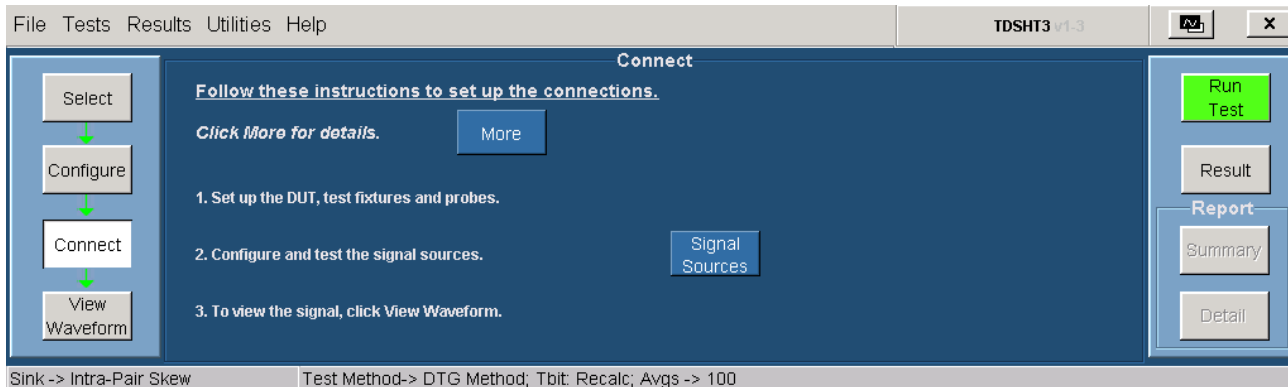 File Tests Results Utilities Help
TDSHT3 v1-3
Select
Configure
Connect
View
Waveform
Connect
Follow these instructions to set up the connections.
Click More for details.
More
1. Set up the DUT, test fixtures and probes.
2. Configure and test the signal sources.
Signal
Sources
3. To view the signal, click View Waveform.
Run
Test
Result
Report
Summary
Detail
Sink -> Intra-Pair Skew
Test Method-> DTG Method; Tbit: Recalc; Avgs -> 100